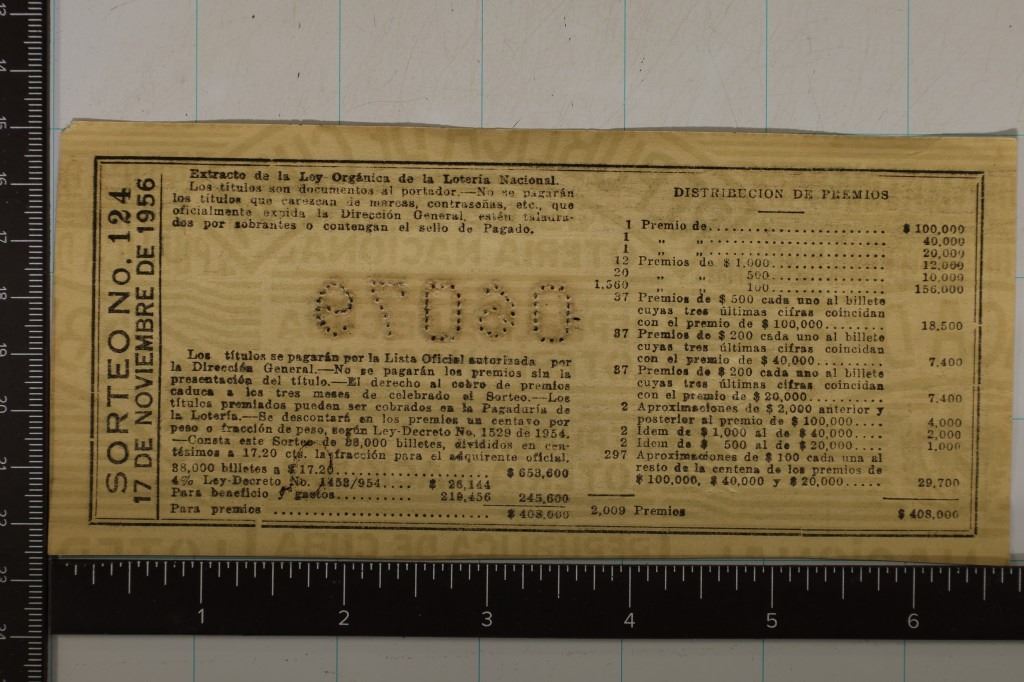 SORTEO No. 124
17 DE NOVIEMBRE DE 1956
Extracto de la Ley Orgánica de la Lotería Nacional.
Los títulos son documentos al portador.—No se pagarán
los títulos que carezcan de marcas, contraseñas, etc., que
oficialmente expida la Dirección General, estén taladra-
dos por sobrantes o contengan el sello de Pagado.
Los títulos se pagarán por la Lista Oficial autorizada por
la Dirección General.—No se pagarán los premios sin la
presentación del título.—El derecho al cobro de premios
caduca a los tres meses de celebrado el Sorteo.—Los
títulos premiados pueden ser cobrados en la Pagaduría de
la Lotería.—Se descontará en los premios un centavo por
peso o fracción de peso, según Ley-Decreto No. 1529 de 1954.
—Consta este Sorteo de 38,000 billetes, divididos en cen-
tésimos a 17.20 cts. la fracción para el adquirente oficial.
38,000 billetes a $ 17.20 $ 653,600
4% Ley-Decreto No. 1458/954.... $ 26,144
Para beneficio y gastos.......... 219,456 245,600
Para premios .................................. $ 408,000
DISTRIBUCION DE PREMIOS
1 Premio de...................... $ 100,000
1 „ „ ...................... 40,000
1 „ „ ...................... 20,000
12 Premios de $ 1,000.............. 12,000
20 „ „ 500.............. 10,000
1,560 „ „ 100.............. 156,000
37 Premios de $ 500 cada uno al billete
cuyas tres últimas cifras coincidan
con el premio de $ 100,000........ 18,500
37 Premios de $ 200 cada uno al billete
cuyas tres últimas cifras coincidan
con el premio de $ 40,000......... 7,400
37 Premios de $ 200 cada uno al billete
cuyas tres últimas cifras coincidan
con el premio de $ 20,000......... 7,400
2 Aproximaciones de $ 2,000 anterior y
posterior al premio de $ 100,000.... 4,000
2 Idem de $ 1,000 al de $ 40,000.... 2,000
2 Idem de $ 500 al de $ 20,000..... 1,000
297 Aproximaciones de $ 100 cada una al
resto de la centena de los premios de
$ 100,000, $ 40,000 y $ 20,000..... 29,700
2,009 Premios $ 408,000
13
14
15
16
17
18
19
20
21
22
23
24
1 2 3 4 5 6